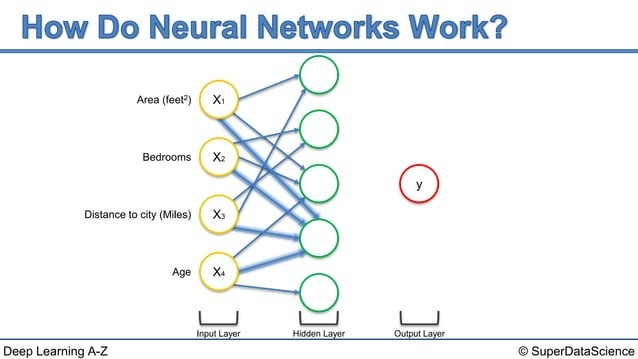 How Do Neural Networks Work?
Area (feet²)
X1
Bedrooms
X2
y
Distance to city (Miles)
X3
Age
X4
Input Layer
Hidden Layer
Output Layer
Deep Learning A-Z
© SuperDataScience